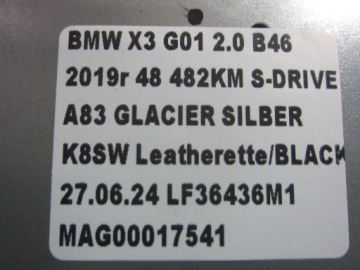 BMW X3 G01 2.0 B46
2019r 48 482KM S-DRIVE
A83 GLACIER SILBER
K8SW Leatherette/BLACK
27.06.24 LF36436M1
MAG00017541